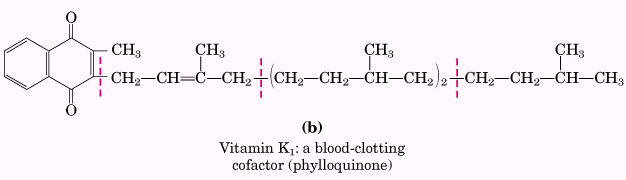 O
CH₃ CH₃ CH₃ CH₃
CH₂—CH=C—CH₂—(CH₂—CH₂—CH—CH₂)₂—CH₂—CH₂—CH—CH₃
O
(b)
Vitamin K₁: a blood-clotting
cofactor (phylloquinone)